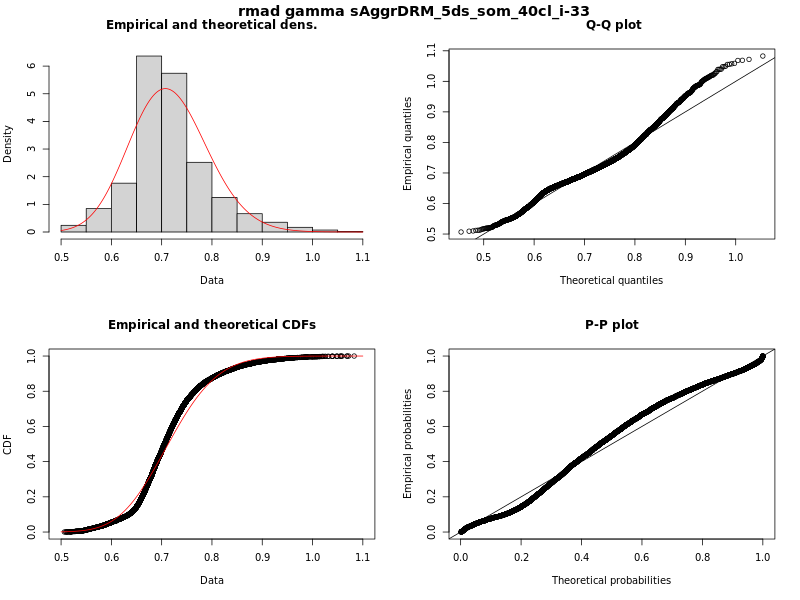 rmad gamma sAggrDRM_5ds_som_40cl_i-33
Empirical and theoretical dens.
Density
0 1 2 3 4 5 6
0.5 0.6 0.7 0.8 0.9 1.0 1.1
Data
Q-Q plot
Empirical quantiles
0.5 0.6 0.7 0.8 0.9 1.0 1.1
0.5 0.6 0.7 0.8 0.9 1.0
Theoretical quantiles
Empirical and theoretical CDFs
CDF
0.0 0.2 0.4 0.6 0.8 1.0
0.5 0.6 0.7 0.8 0.9 1.0 1.1
Data
P-P plot
Empirical probabilities
0.0 0.2 0.4 0.6 0.8 1.0
0.0 0.2 0.4 0.6 0.8 1.0
Theoretical probabilities